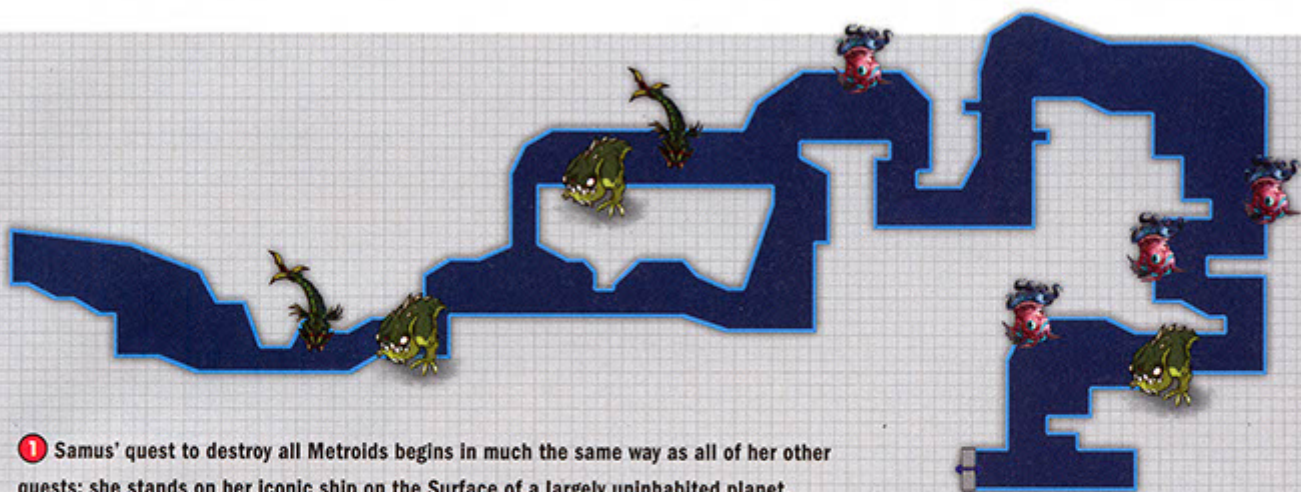 1 Samus' quest to destroy all Metroids begins in much the same way as all of her other
quests: she stands on her iconic ship on the Surface of a largely uninhabited planet